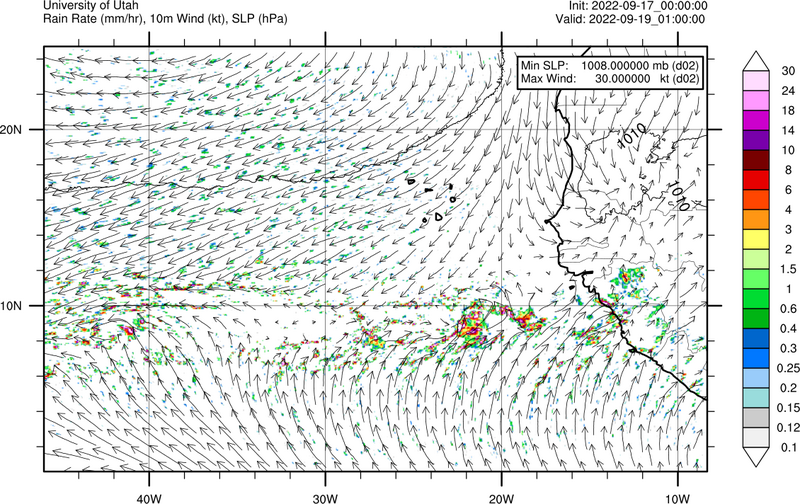 University of Utah
Init: 2022-09-17_00:00:00
Rain Rate (mm/hr), 10m Wind (kt), SLP (hPa)
Valid: 2022-09-19_01:00:00
Min SLP: 1008.000000 mb (d02)
Max Wind: 30.000000 kt (d02)
1010
1010
20N
10N
40W
30W
20W
10W
30
24
18
14
10
8
6
4
3
2
1.5
1
0.6
0.4
0.3
0.25
0.2
0.15
0.12
0.1